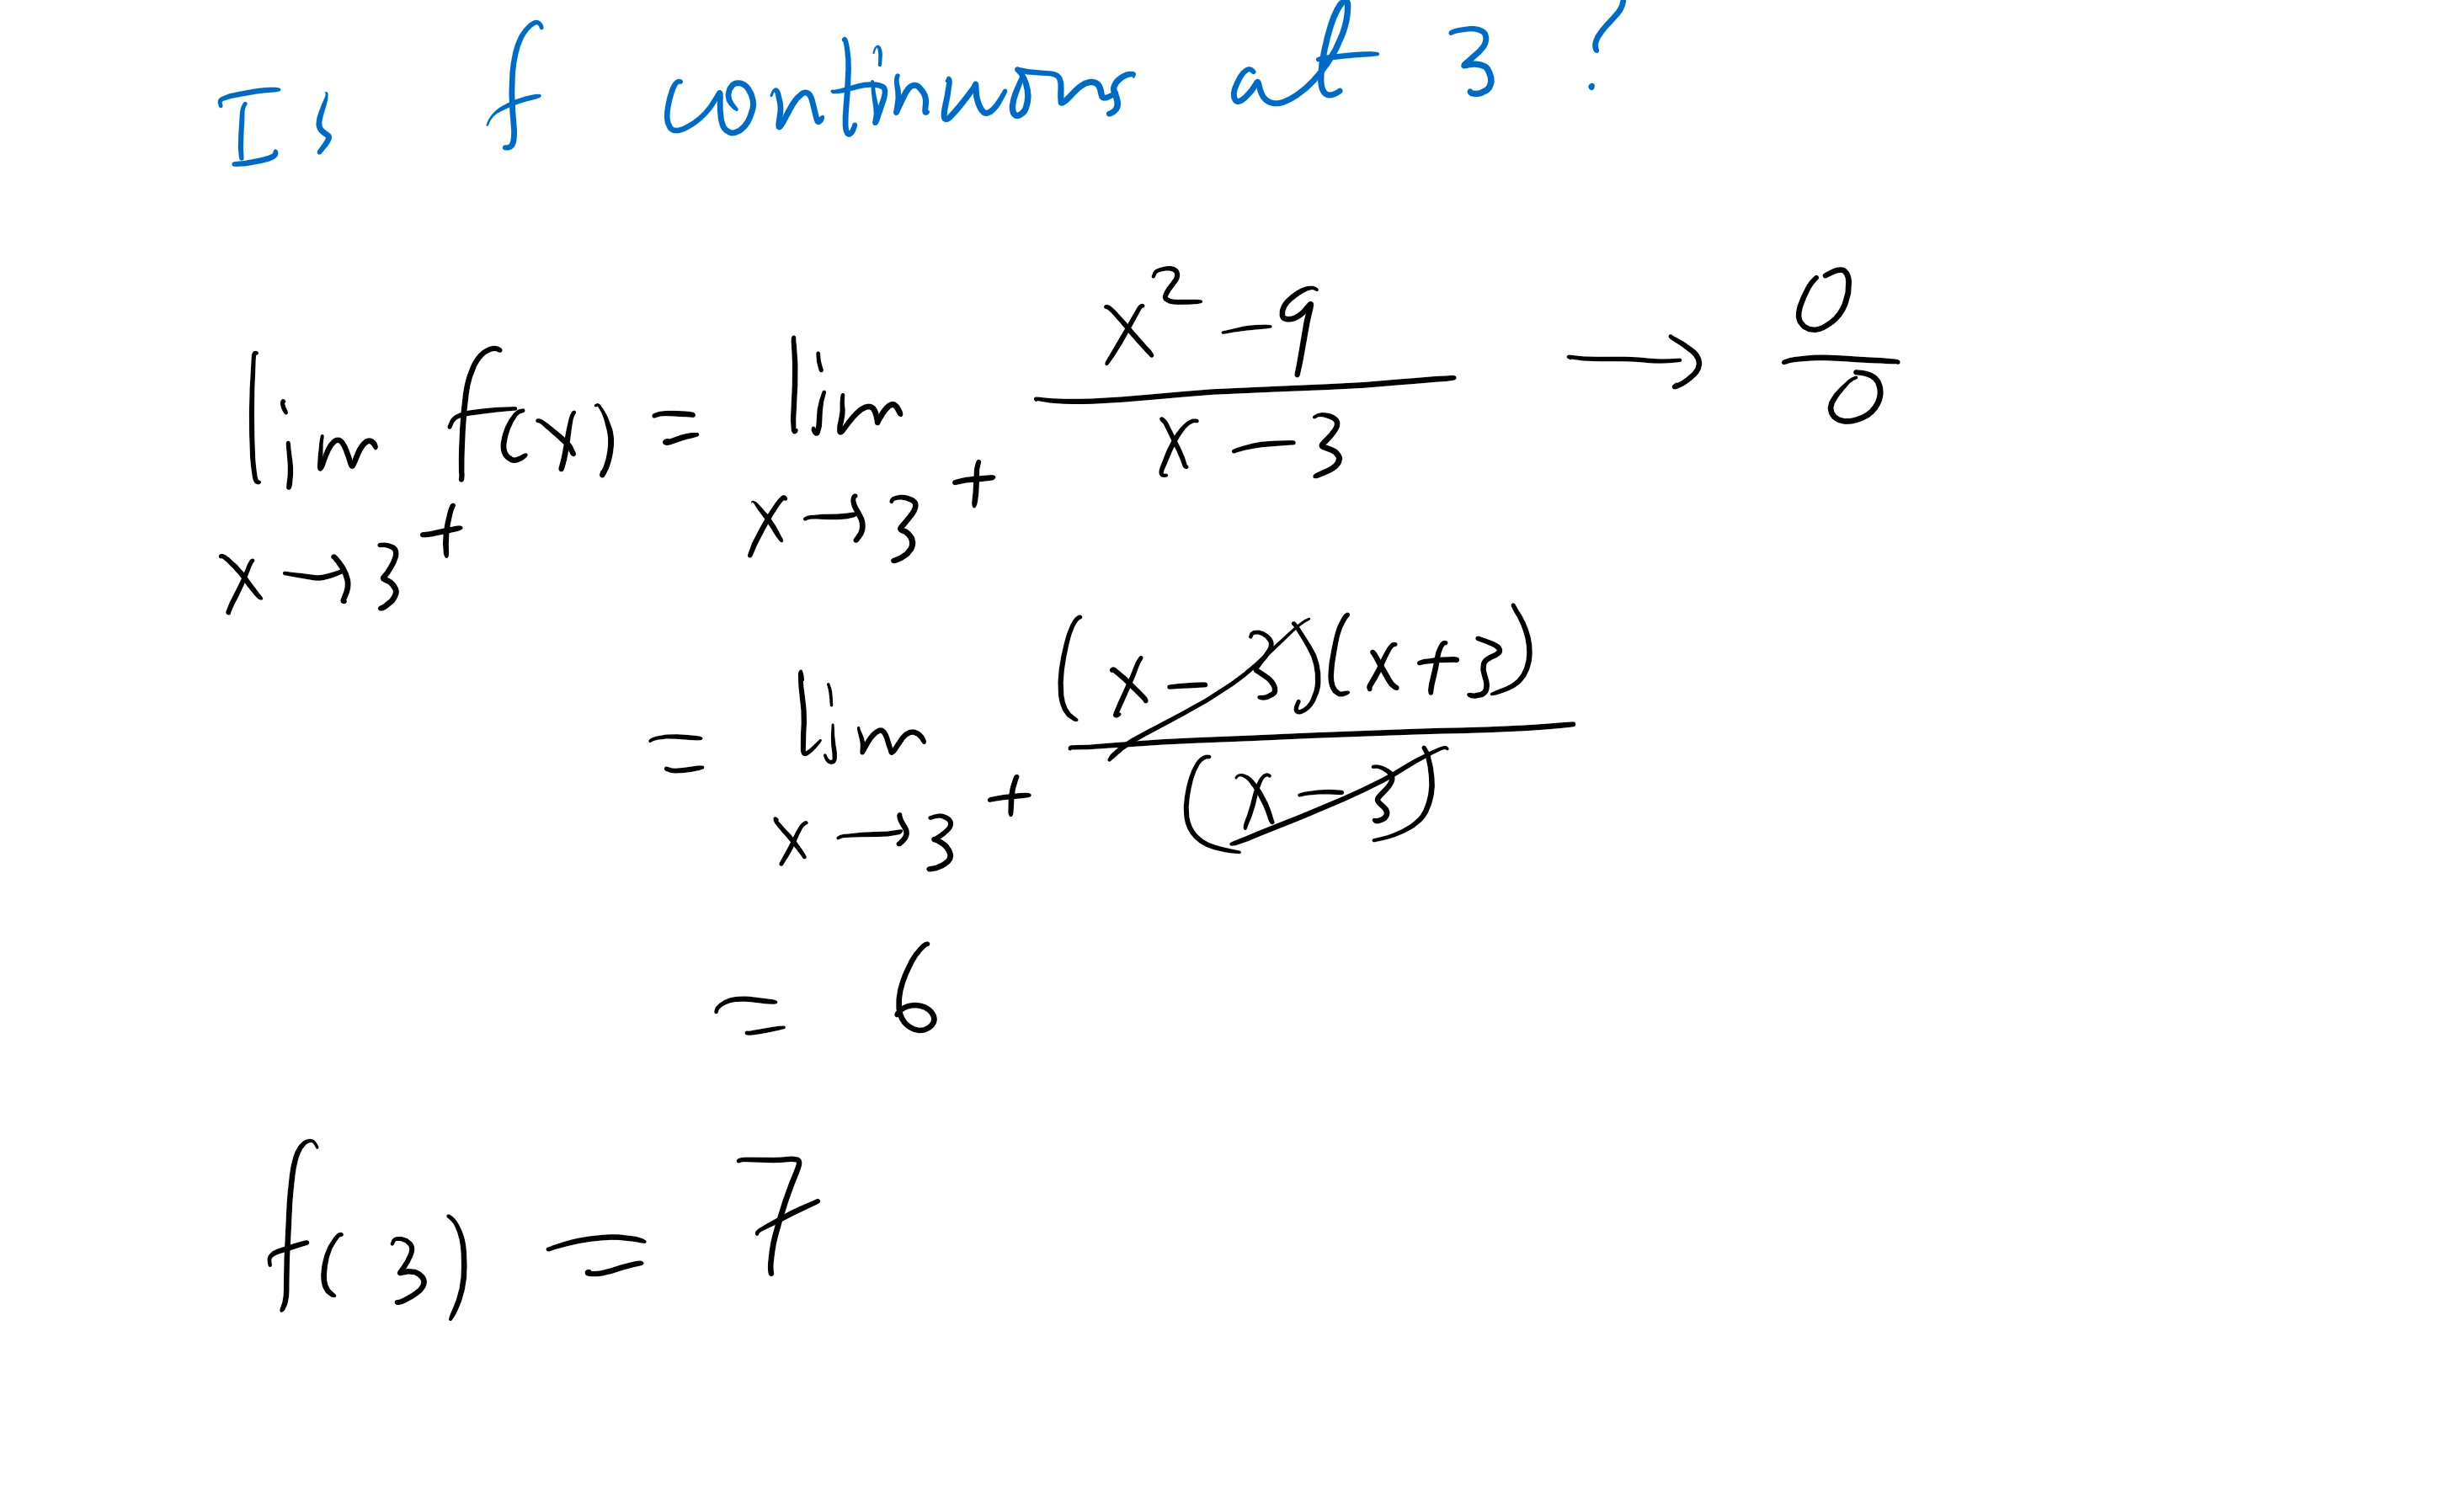 Is f continuous at 3 ?
lim f(x) = lim x² - 9 / x - 3 → 0 / 0
x → 3⁺ x → 3⁺
= lim (x - 3)(x + 3) / (x - 3)
x → 3⁺
= 6
f(3) = 7